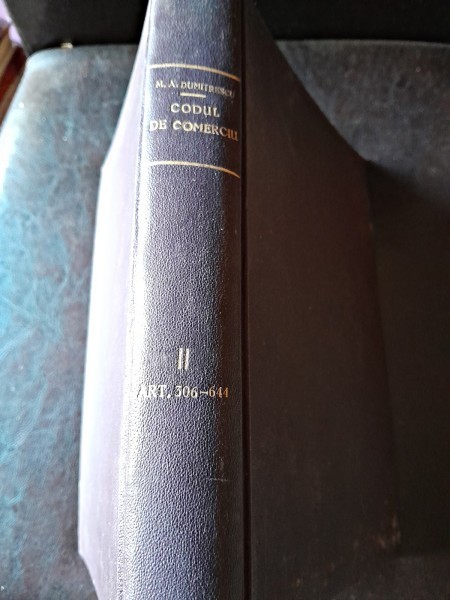 M. A. DUMITRESCU
CODUL
DE COMERCIU
II
ART. 306-644